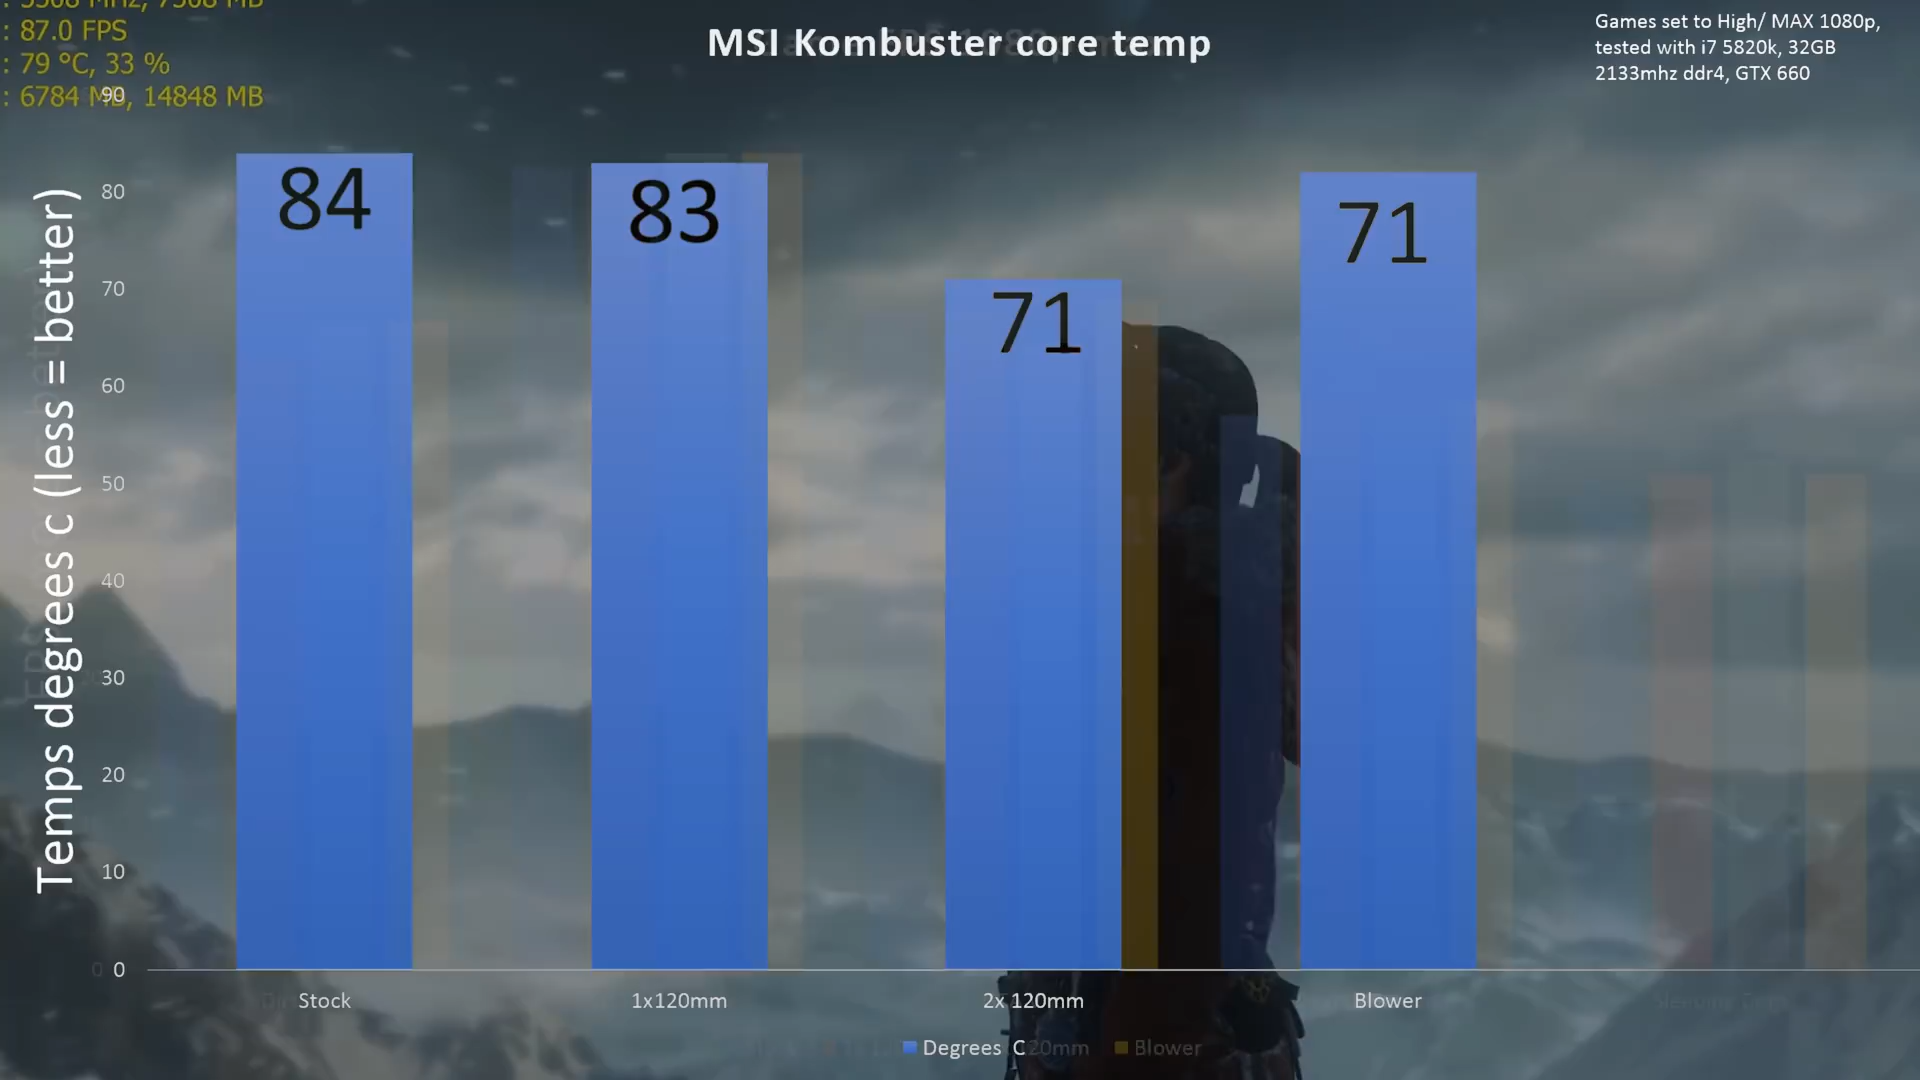 : 87.0 FPS
: 79 °C, 33 %
: 6784 MB, 14848 MB
MSI Kombuster core temp
Games set to High/ MAX 1080p,
tested with i7 5820k, 32GB
2133mhz ddr4, GTX 660
Temps degrees c (less = better)
90
80
70
60
50
40
30
20
10
0
84
83
71
71
Stock
1x120mm
2x 120mm
Blower
Degrees C
20mm
Blower